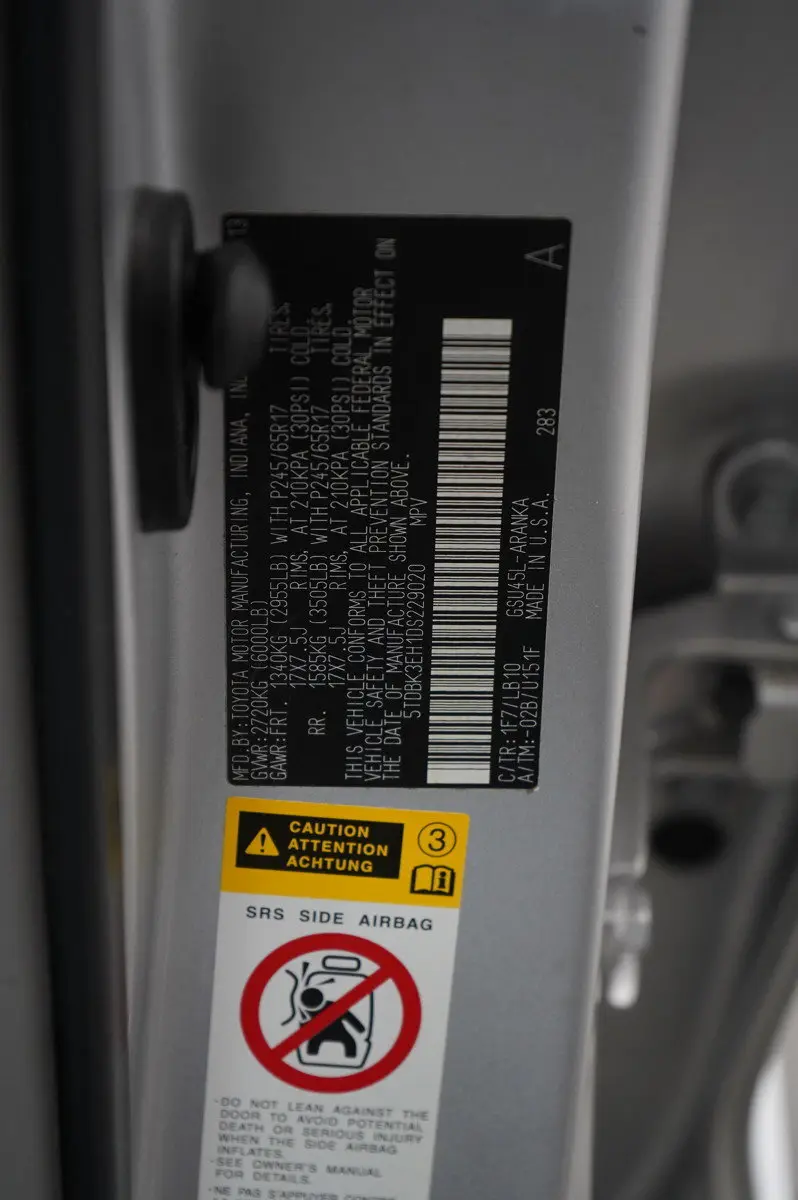 MFD.BY:TOYOTA MOTOR MANUFACTURING, INDIANA, 13
GVWR:2720KG (6000LB)
GAWR:FRT. 1340KG (2955LB) WITH P245/65R17 TIRES,
17X7.5J RIMS, AT 210KPA (30PSI) COLD
RR. 1585KG (3505LB) WITH P245/65R17 TIRES,
17X7.5J RIMS, AT 210KPA (30PSI) COLD
THIS VEHICLE CONFORMS TO ALL APPLICABLE FEDERAL MOTOR
VEHICLE SAFETY AND THEFT PREVENTION STANDARDS IN EFFECT ON
THE DATE OF MANUFACTURE SHOWN ABOVE.
5TDBK3EH1DS229020 MPV
C/TR:1F7/LB10 GSU45L-ARANKA
A/TM:-02B/U151F MADE IN U.S.A. 283
A
CAUTION
ATTENTION
ACHTUNG
3
SRS SIDE AIRBAG
-DO NOT LEAN AGAINST THE
DOOR TO AVOID POTENTIAL
DEATH OR SERIOUS INJURY
WHEN THE SIDE AIRBAG
INFLATES.
-SEE OWNER'S MANUAL
FOR DETAILS.
-NE PAS S'APPUYER CONTRE